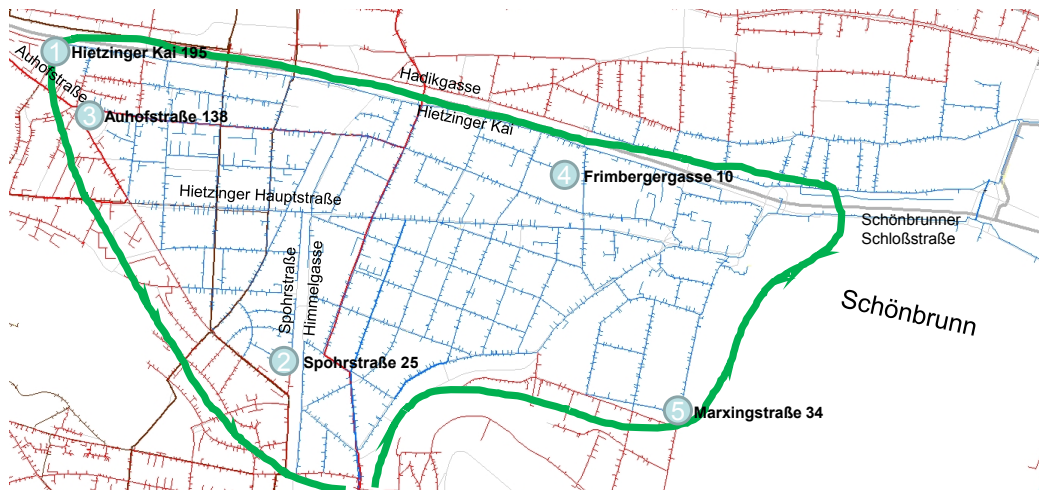 1 Hietzinger Kai 195
Auhofstraße
Hadikgasse
3 Auhofstraße 138
Hietzinger Kai
4 Frimbergergasse 10
Hietzinger Hauptstraße
Schönbrunner
Schloßstraße
Spohrstraße
Himmelgasse
Schönbrunn
2 Spohrstraße 25
5 Marxingstraße 34